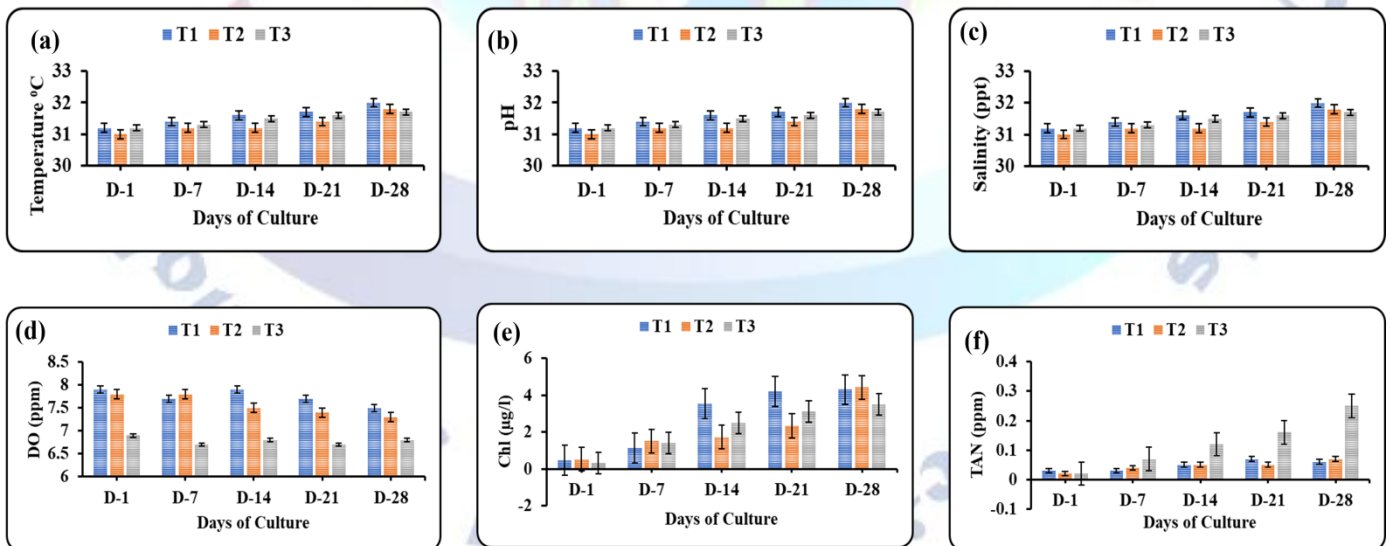 (a)
T1 T2 T3
Temperature ºC
33
32
31
30
D-1 D-7 D-14 D-21 D-28
Days of Culture
(b)
T1 T2 T3
pH
33
32
31
30
D-1 D-7 D-14 D-21 D-28
Days of Culture
(c)
T1 T2 T3
Salinity (ppt)
33
32
31
30
D-1 D-7 D-14 D-21 D-28
Days of Culture
(d)
T1 T2 T3
DO (ppm)
8.5
8
7.5
7
6.5
6
D-1 D-7 D-14 D-21 D-28
Days of Culture
(e)
T1 T2 T3
Chl (µg/l)
6
4
2
0
-2
D-1 D-7 D-14 D-21 D-28
Days of Culture
(f)
T1 T2 T3
TAN (ppm)
0.4
0.3
0.2
0.1
0
-0.1
D-1 D-7 D-14 D-21 D-28
Days of Culture